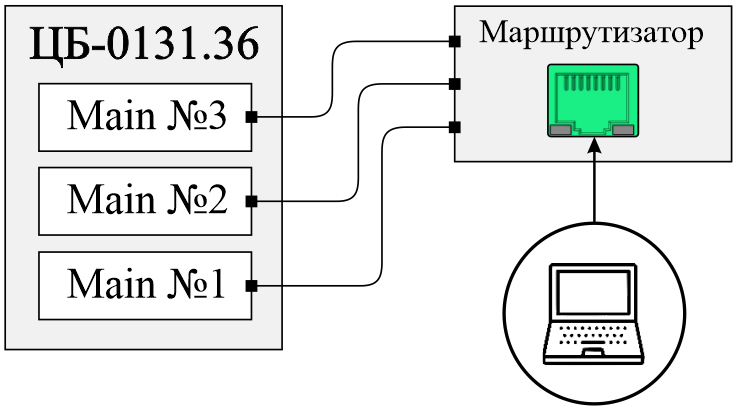 ЦБ-0131.36
Main №3
Main №2
Main №1
Маршрутизатор